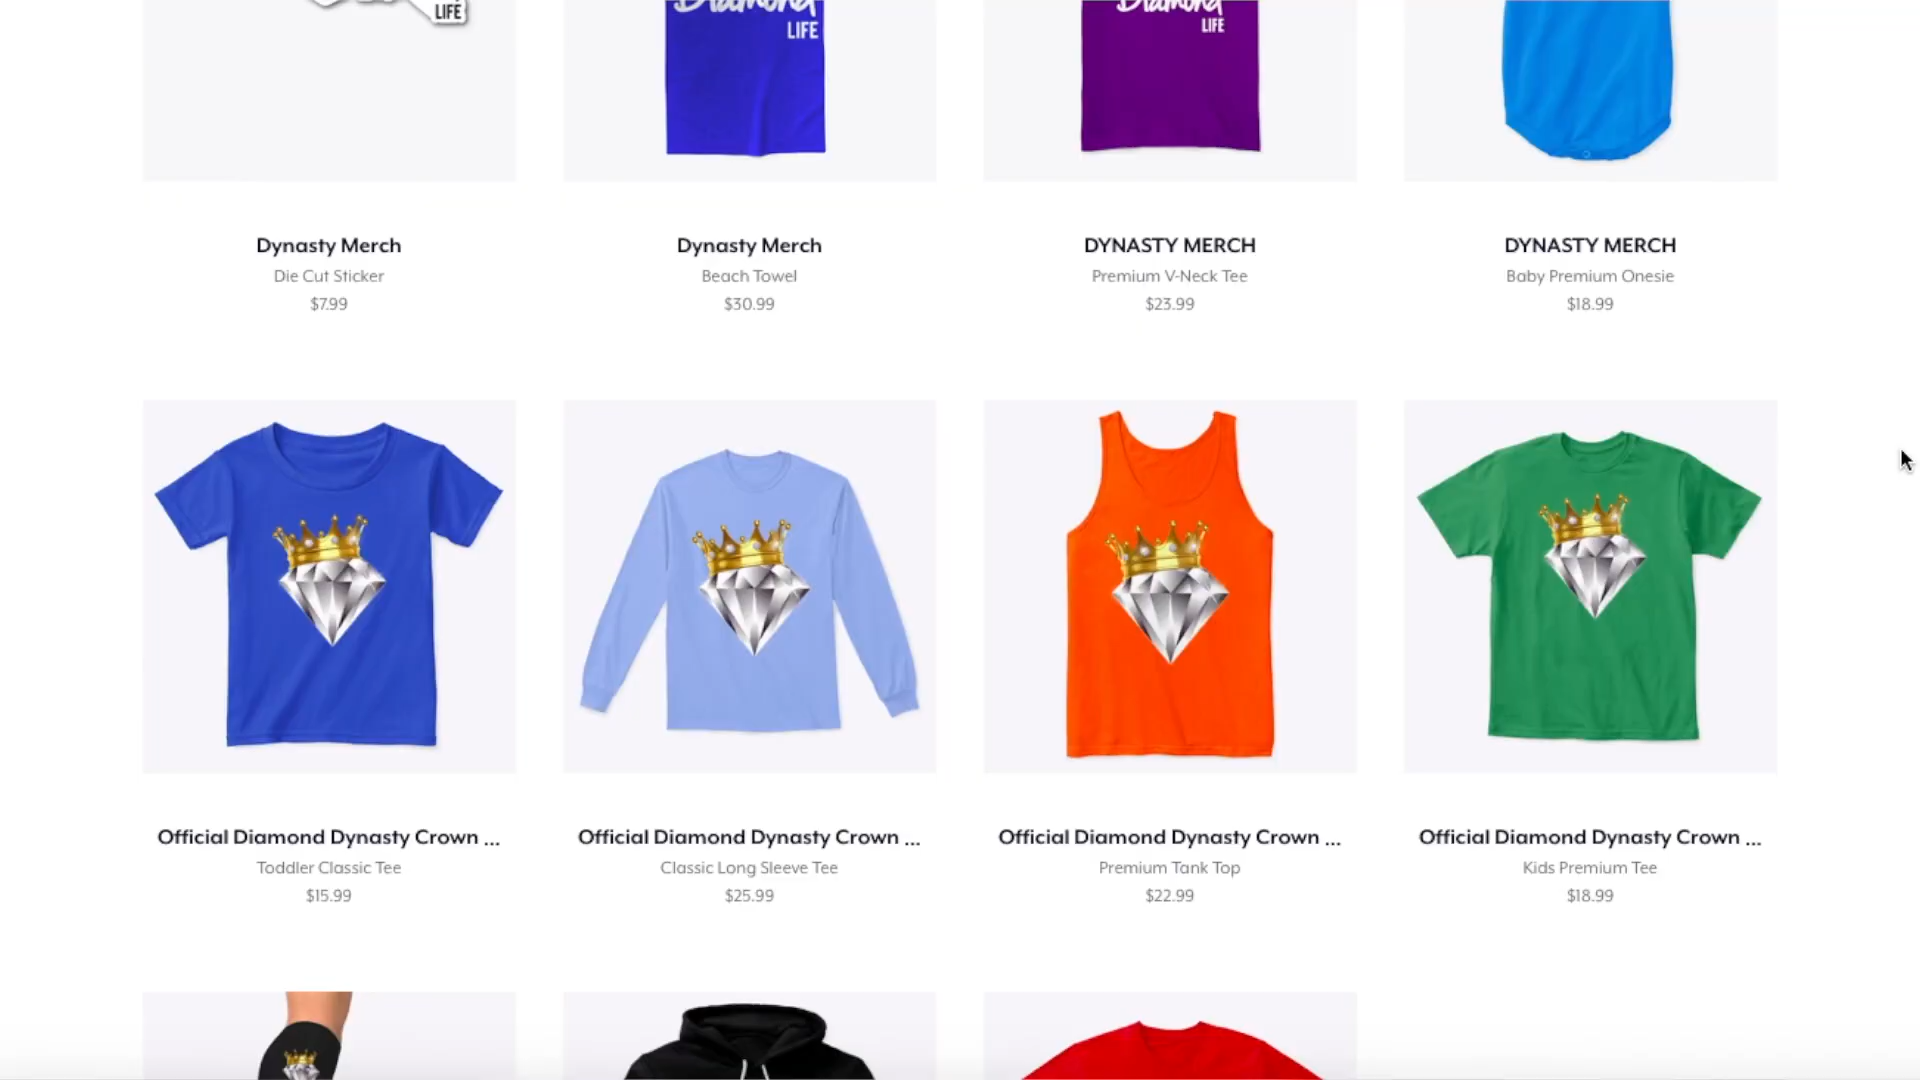 LIFE
Diamond
LIFE
Diamond
LIFE
Dynasty Merch
Die Cut Sticker
$7.99
Dynasty Merch
Beach Towel
$30.99
DYNASTY MERCH
Premium V-Neck Tee
$23.99
DYNASTY MERCH
Baby Premium Onesie
$18.99
Official Diamond Dynasty Crown ...
Toddler Classic Tee
$15.99
Official Diamond Dynasty Crown ...
Classic Long Sleeve Tee
$25.99
Official Diamond Dynasty Crown ...
Premium Tank Top
$22.99
Official Diamond Dynasty Crown ...
Kids Premium Tee
$18.99